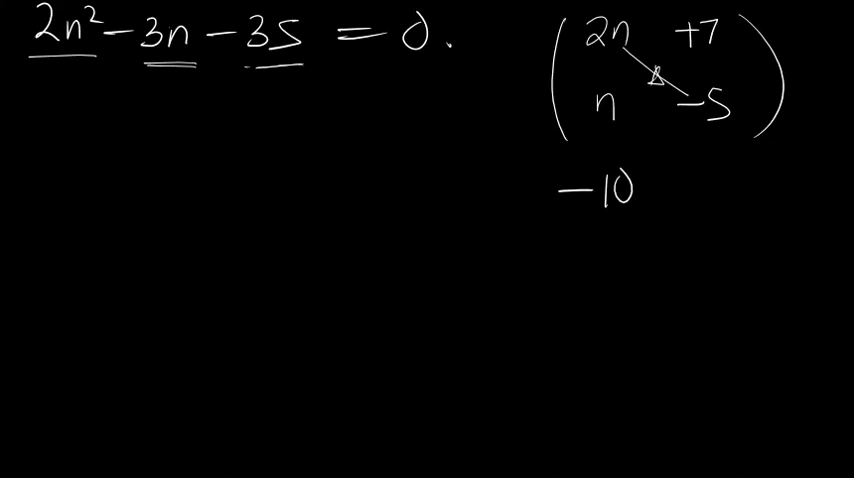 2n² - 3n - 35 = 0.
2n +7
n -5
-10